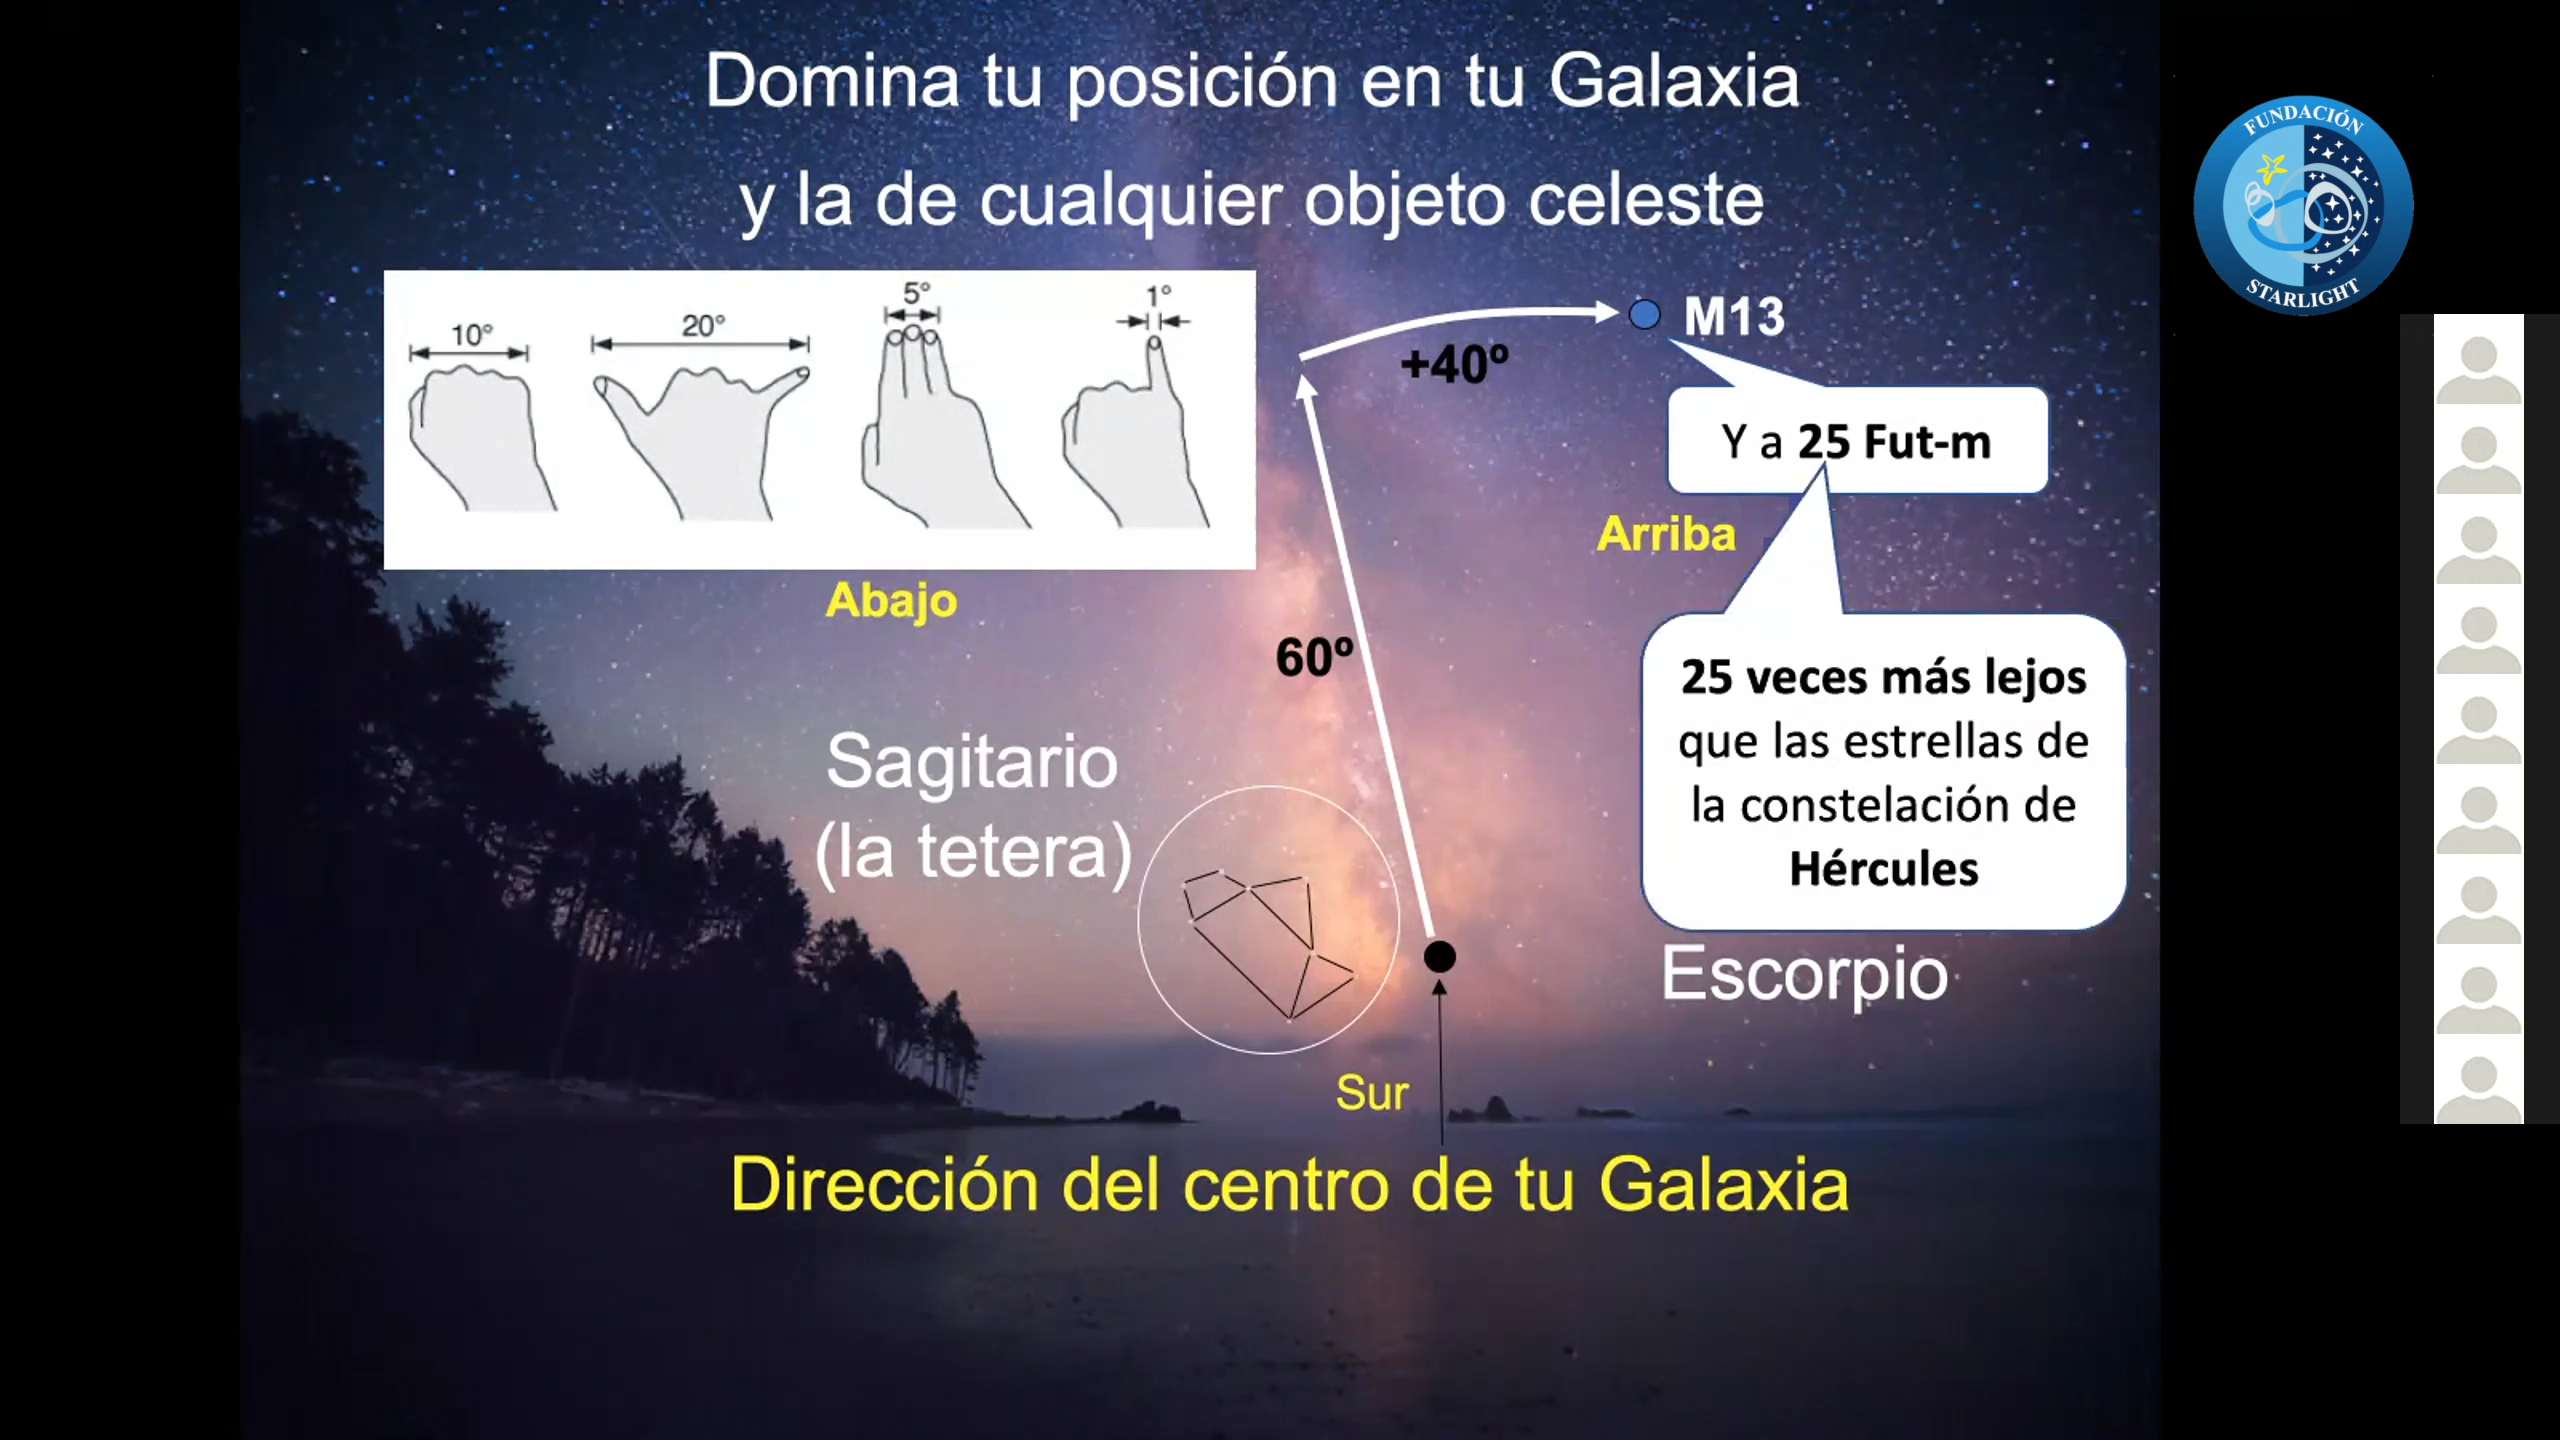 Domina tu posición en tu Galaxia
y la de cualquier objeto celeste
FUNDACIÓN
STARLIGHT
10°
20°
5°
1°
M13
+40º
Y a 25 Fut-m
Arriba
Abajo
60º
25 veces más lejos
que las estrellas de
la constelación de
Hércules
Sagitario
(la tetera)
Escorpio
Sur
Dirección del centro de tu Galaxia